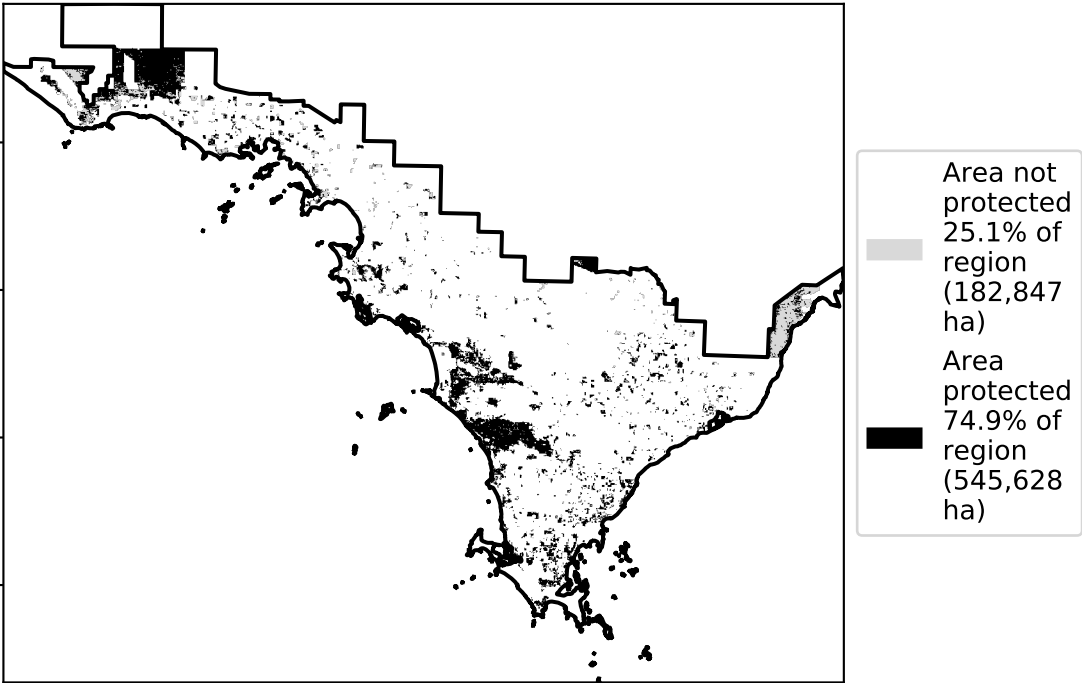 Area not
protected
25.1% of
region
(182,847
ha)
Area
protected
74.9% of
region
(545,628
ha)